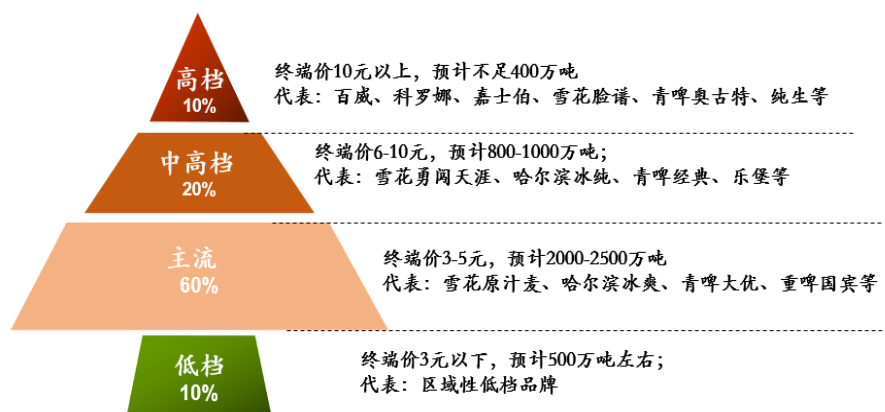 高档
10%
终端价10元以上，预计不足400万吨
代表：百威、科罗娜、嘉士伯、雪花脸谱、青啤奥古特、纯生等
中高档
20%
终端价6-10元，预计800-1000万吨；
代表：雪花勇闯天涯、哈尔滨冰纯、青啤经典、乐堡等
主流
60%
终端价3-5元，预计2000-2500万吨
代表：雪花原汁麦、哈尔滨冰爽、青啤大优、重啤国宾等
低档
10%
终端价3元以下，预计500万吨左右；
代表：区域性低档品牌